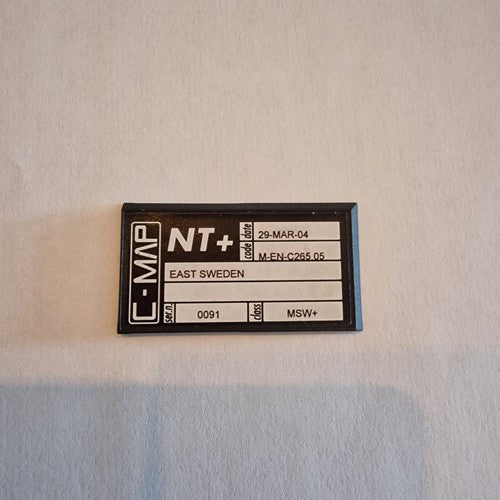 C-MAP
NT+
date 29-MAR-04
code M-EN-C265.05
EAST SWEDEN
ser.n. 0091 class MSW+